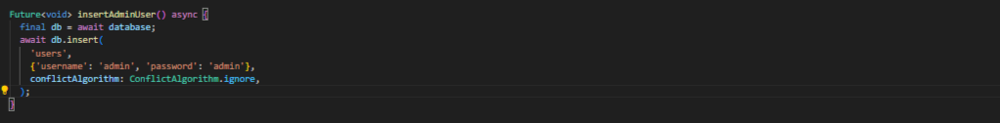 Future<void> insertAdminUser() async {
  final db = await database;
  await db.insert(
    'users',
    {'username': 'admin', 'password': 'admin'},
    conflictAlgorithm: ConflictAlgorithm.ignore,
  );
}